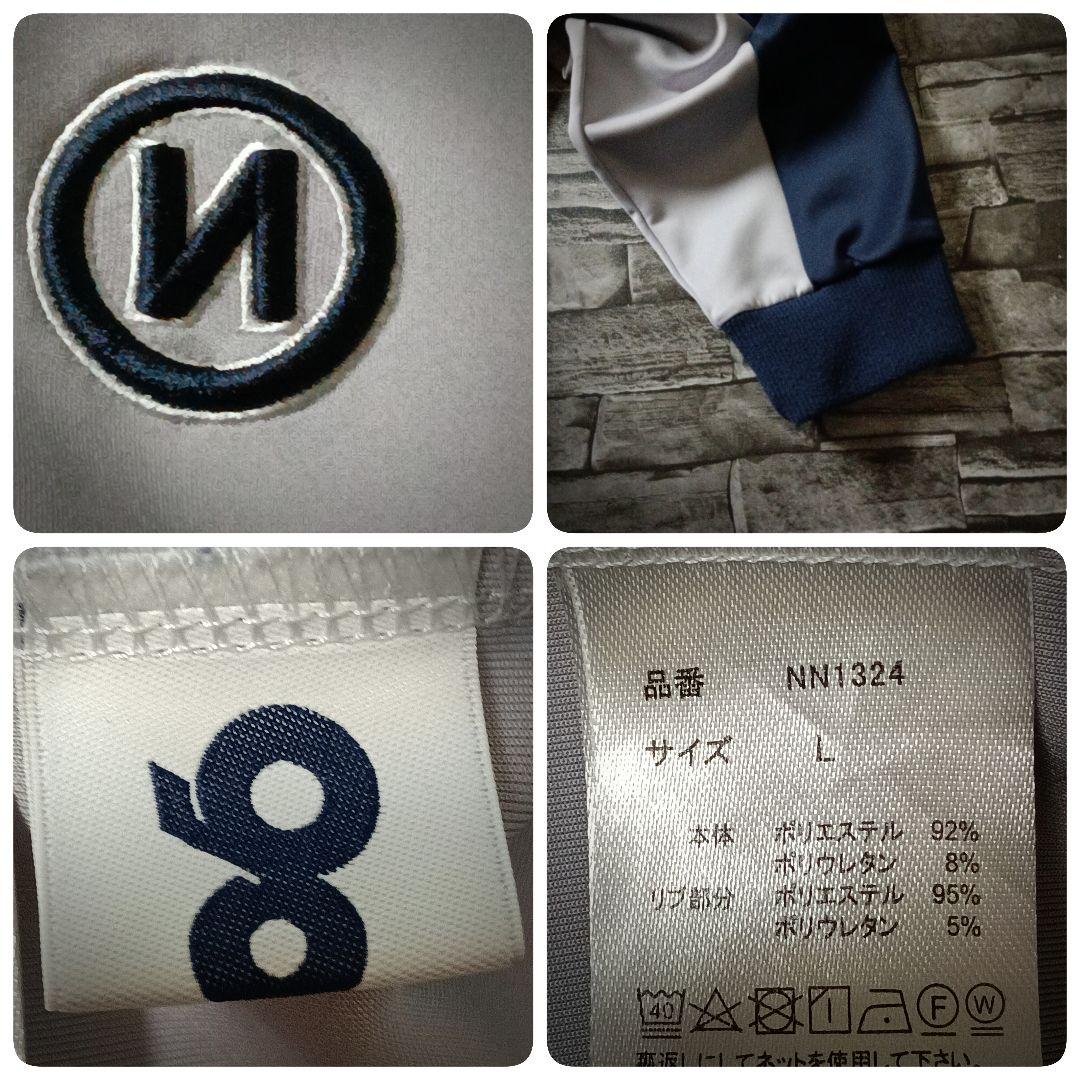 И
品番 NN1324
サイズ L
本体 ポリエステル 92%
ポリウレタン 8%
リブ部分 ポリエステル 95%
ポリウレタン 5%
40 F W
裏返しにしてネットを使用して下さい。